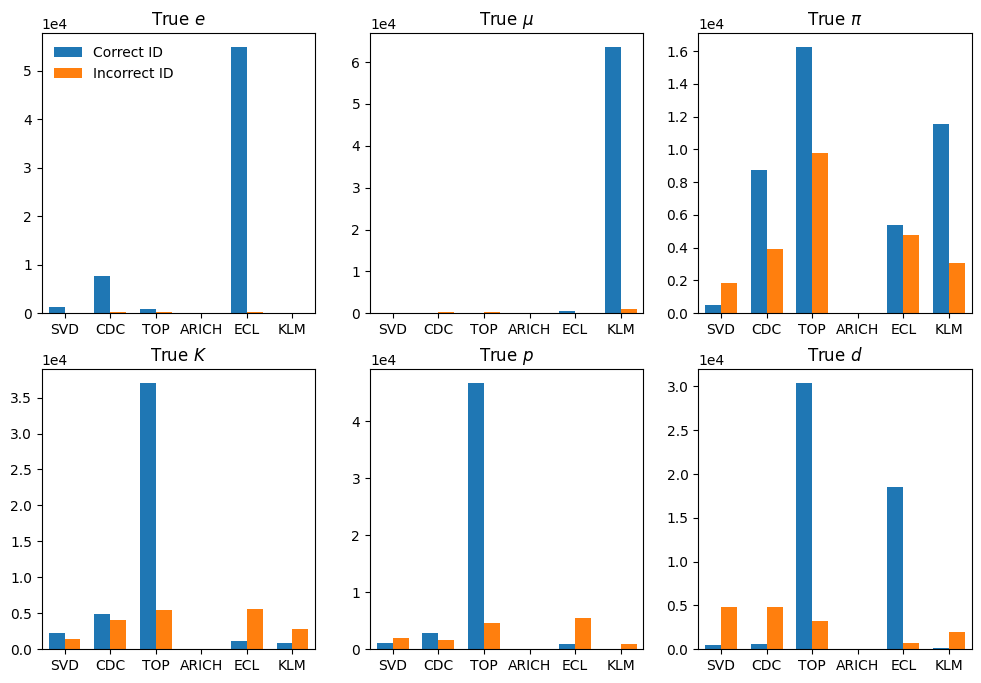 True e
1e4
5
4
3
2
1
0
Correct ID
Incorrect ID
SVD CDC TOP ARICH ECL KLM
True μ
1e4
6
5
4
3
2
1
0
SVD CDC TOP ARICH ECL KLM
True π
1e4
1.6
1.4
1.2
1.0
0.8
0.6
0.4
0.2
0.0
SVD CDC TOP ARICH ECL KLM
True K
1e4
3.5
3.0
2.5
2.0
1.5
1.0
0.5
0.0
SVD CDC TOP ARICH ECL KLM
True p
1e4
4
3
2
1
0
SVD CDC TOP ARICH ECL KLM
True d
1e4
3.0
2.5
2.0
1.5
1.0
0.5
0.0
SVD CDC TOP ARICH ECL KLM